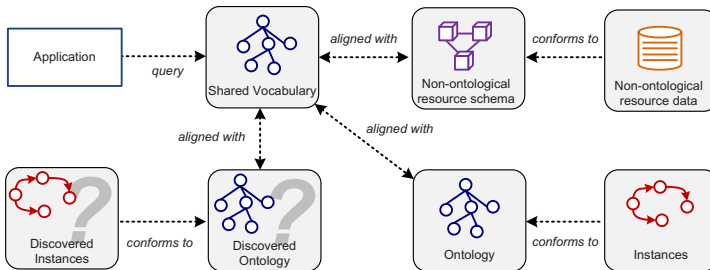 Application
query
Shared Vocabulary
aligned with
Non-ontological
resource schema
conforms to
Non-ontological
resource data
aligned with
aligned with
?
Discovered
Instances
conforms to
?
Discovered
Ontology
Ontology
conforms to
Instances